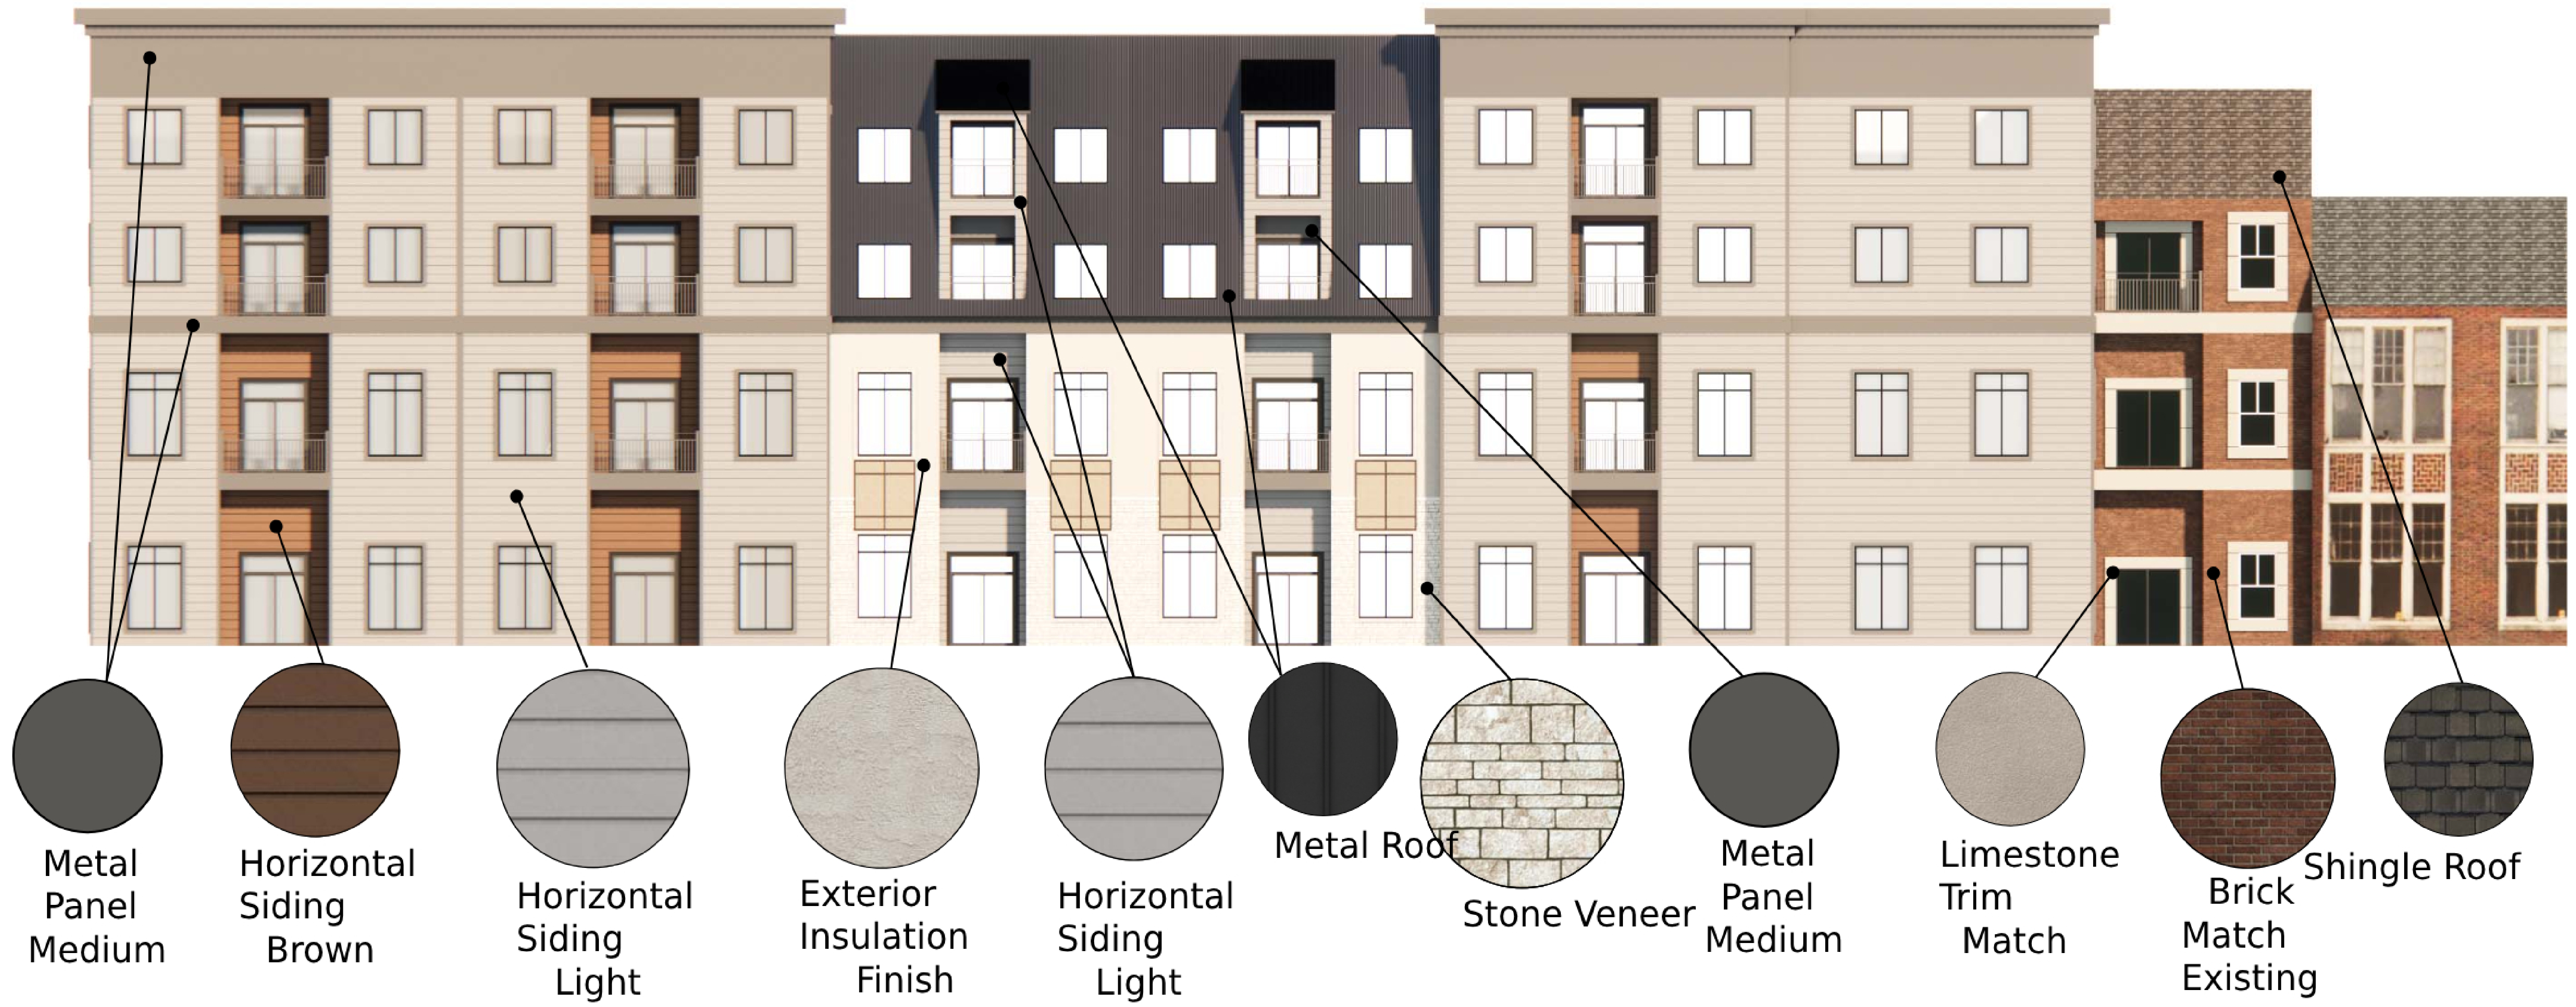 Metal
Panel
Medium
Horizontal
Siding
Brown
Horizontal
Siding
Light
Exterior
Insulation
Finish
Horizontal
Siding
Light
Metal Roof
Stone Veneer
Metal
Panel
Medium
Limestone
Trim
Match
Brick
Match
Existing
Shingle Roof